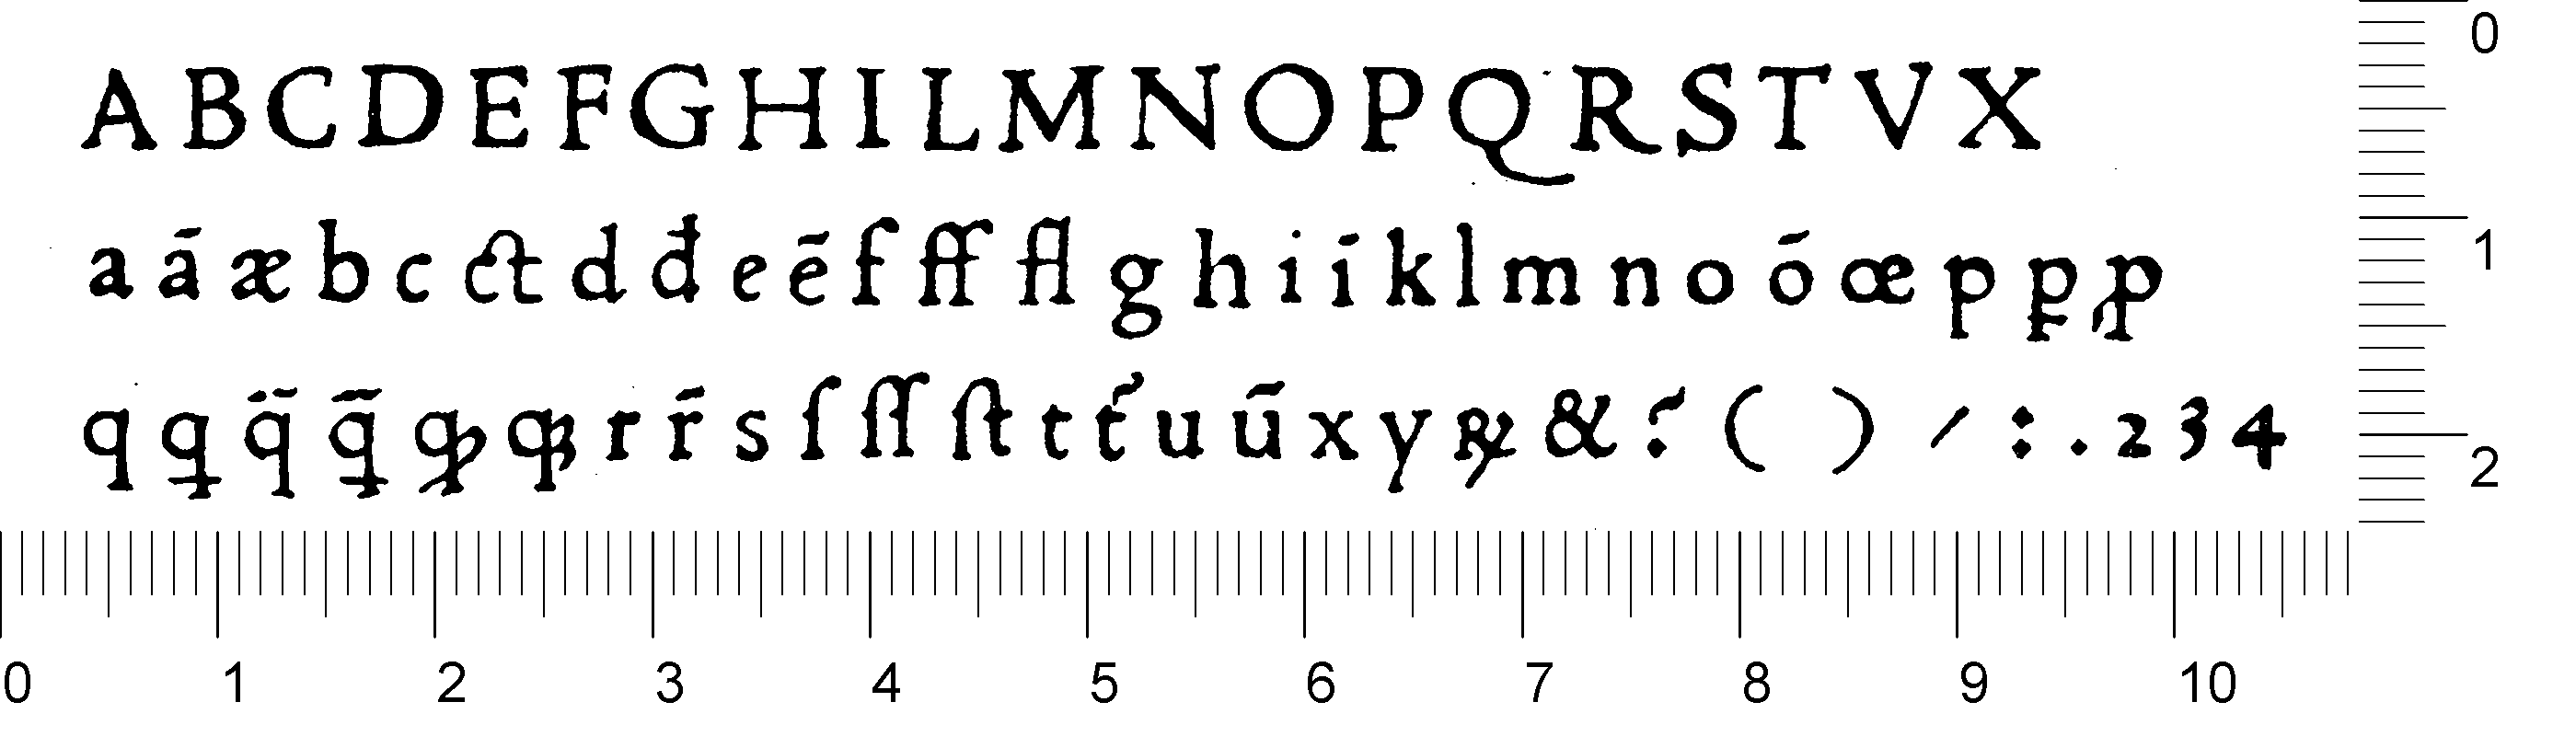 A B C D E F G H I L M N O P Q R S T V X
a ā æ b c ct d đ e ē f ff fl g h i ī k l m n o ō œ p ꝑ ꝓ
q ꝗ q̃ ꝗ̃ ꝙ qꝫ r r̄ s ſ ſſ ſt t t̉ u ū x y ꝶ & ? ( ) / : . 2 3 4
0 1 2 3 4 5 6 7 8 9 10
0
1
2